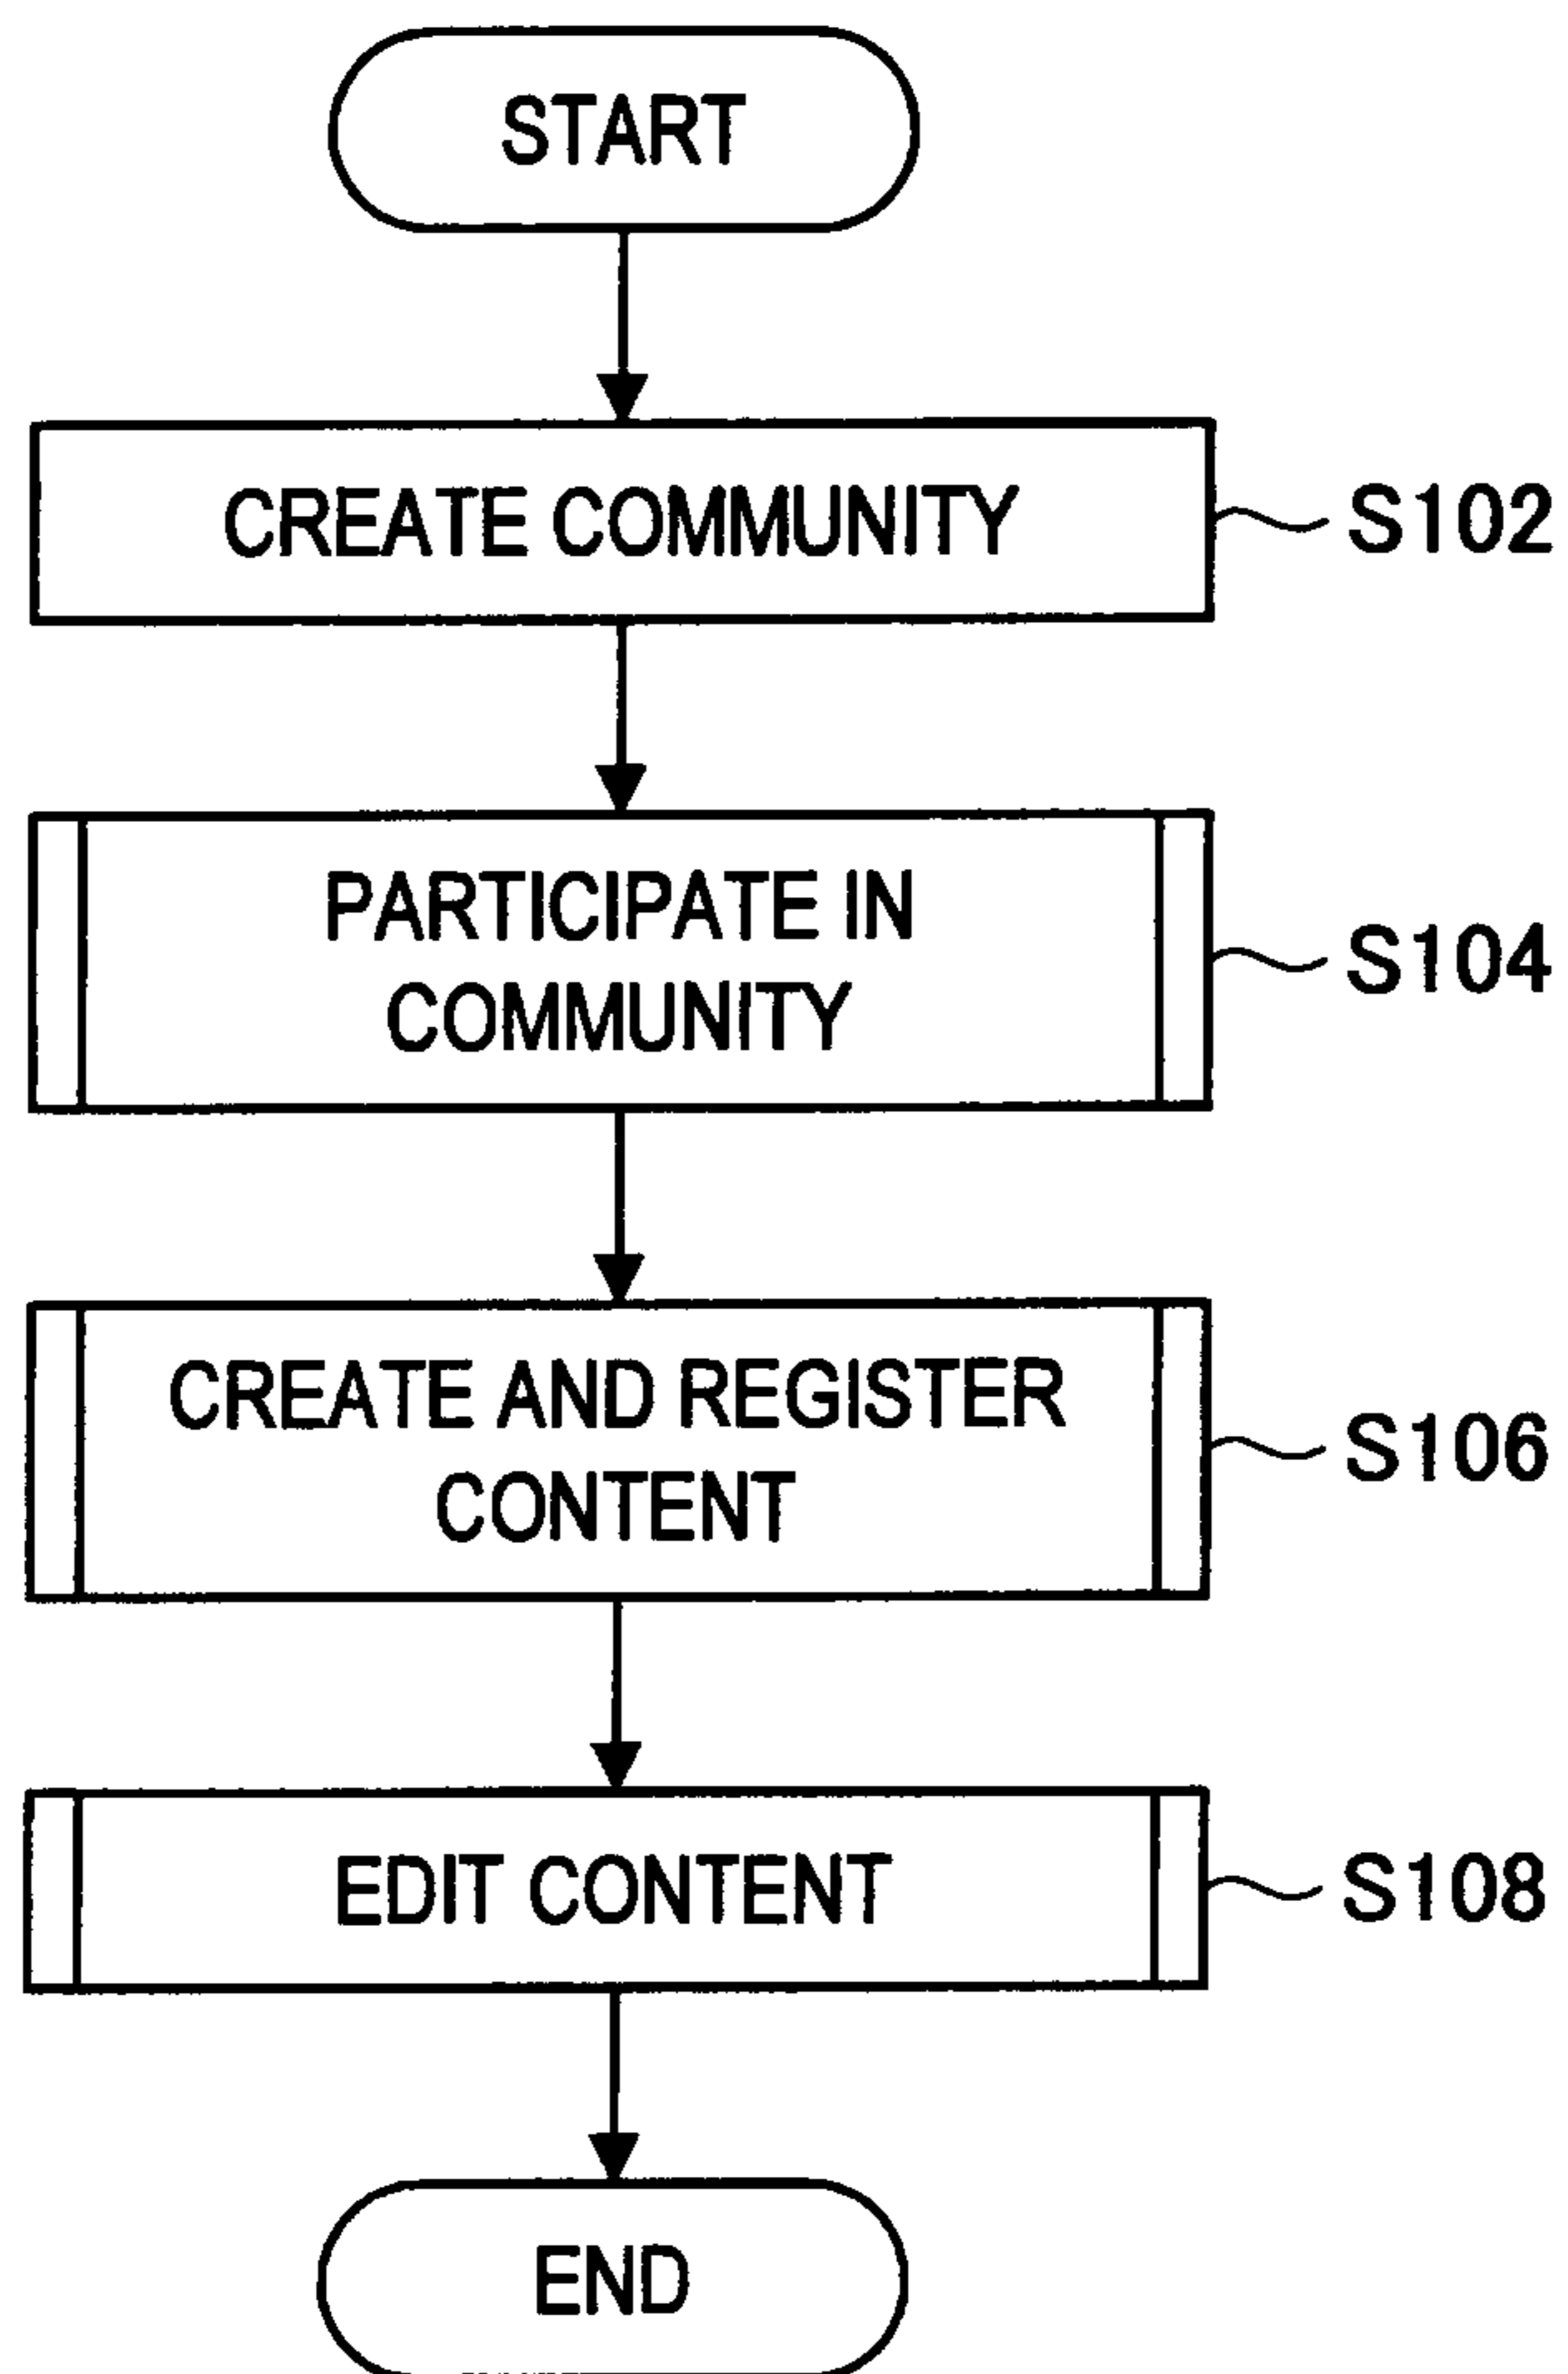 START
CREATE COMMUNITY
S102
PARTICIPATE IN
COMMUNITY
S104
CREATE AND REGISTER
CONTENT
S106
EDIT CONTENT
S108
END